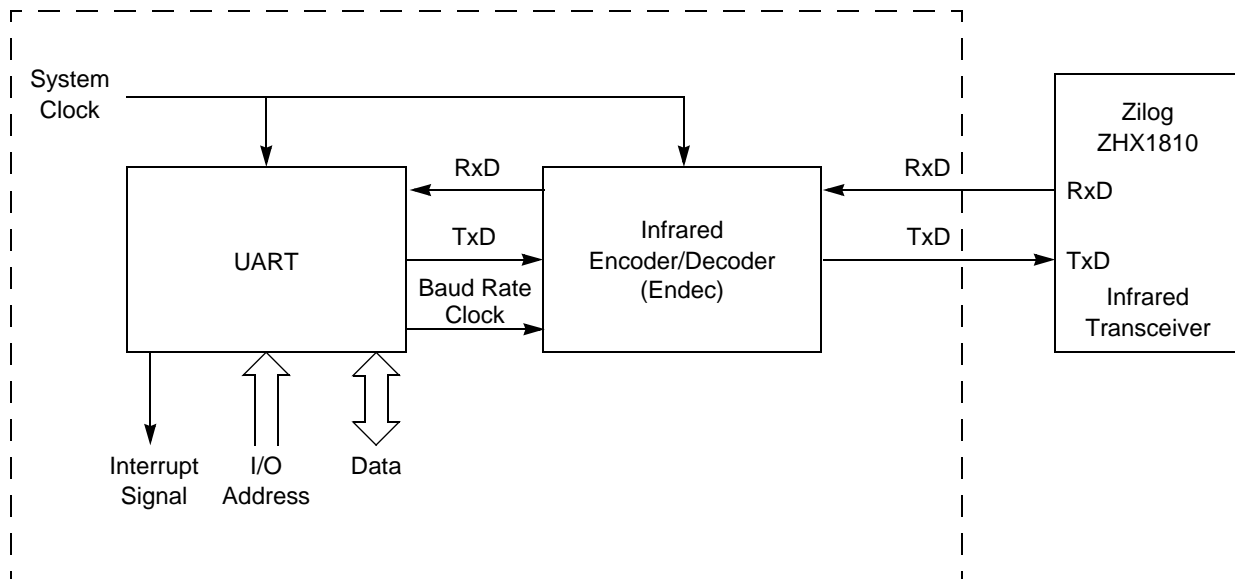 System
Clock
Zilog
ZHX1810
RxD
RxD
RxD
UART
TxD
Infrared
Encoder/Decoder
(Endec)
TxD
TxD
Baud Rate
Clock
Infrared
Transceiver
Interrupt
Signal
I/O
Address
Data